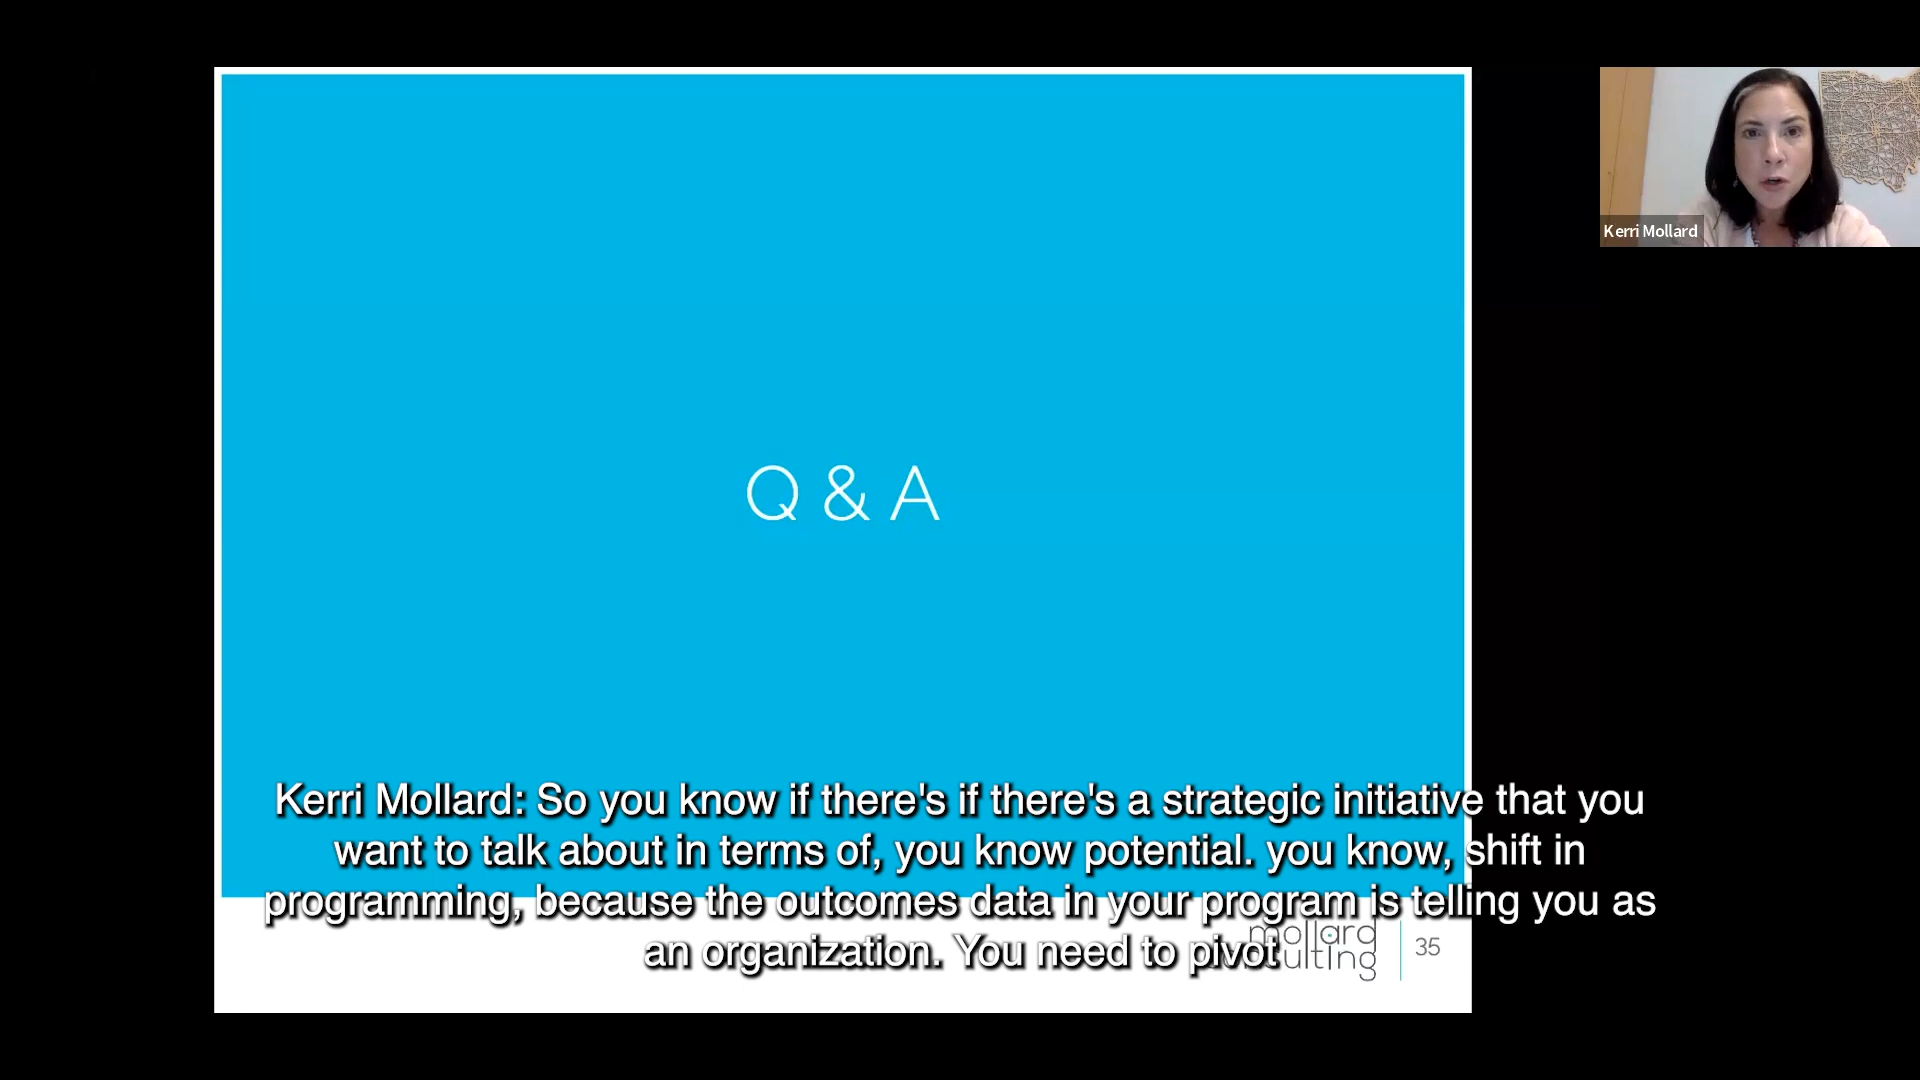 Kerri Mollard
Q & A
Kerri Mollard: So you know if there's if there's a strategic initiative that you
want to talk about in terms of, you know potential. you know, shift in
programming, because the outcomes data in your program is telling you as
an organization. You need to pivot
mollard
consulting
35